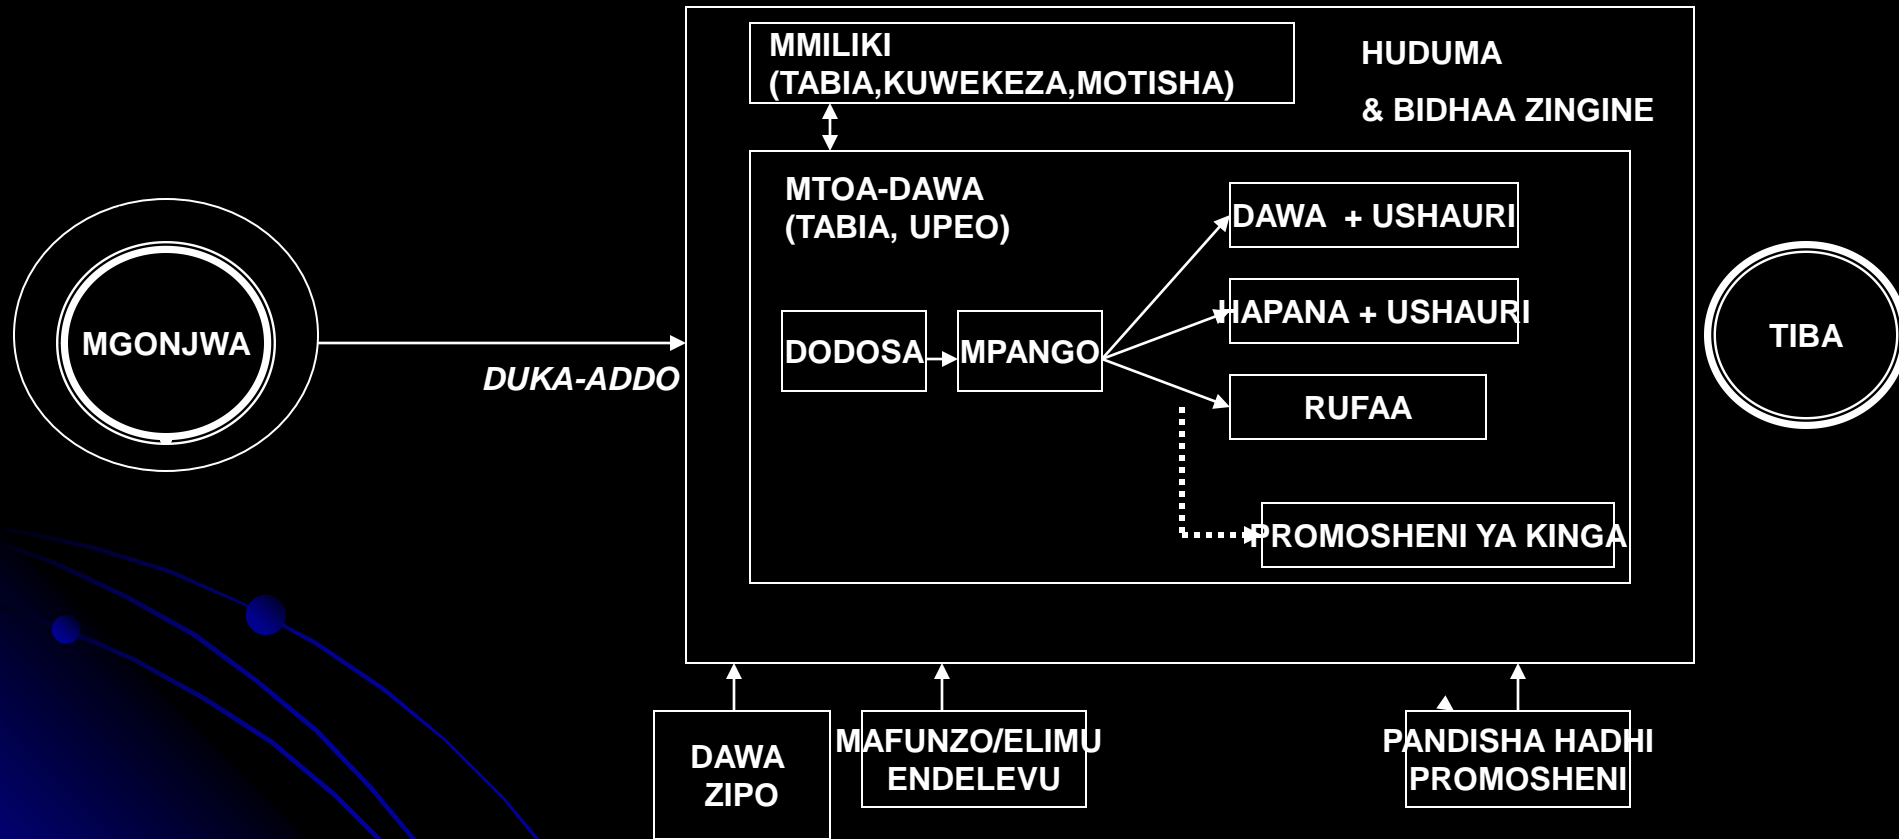 MMILIKI
(TABIA,KUWEKEZA,MOTISHA)
HUDUMA
& BIDHAA ZINGINE
MTOA-DAWA
(TABIA, UPEO)
DAWA + USHAURI
HAPANA + USHAURI
MGONJWA
DUKA-ADDO
DODOSA
MPANGO
RUFAA
TIBA
PROMOSHENI YA KINGA
DAWA
ZIPO
MAFUNZO/ELIMU
ENDELEVU
PANDISHA HADHI
PROMOSHENI